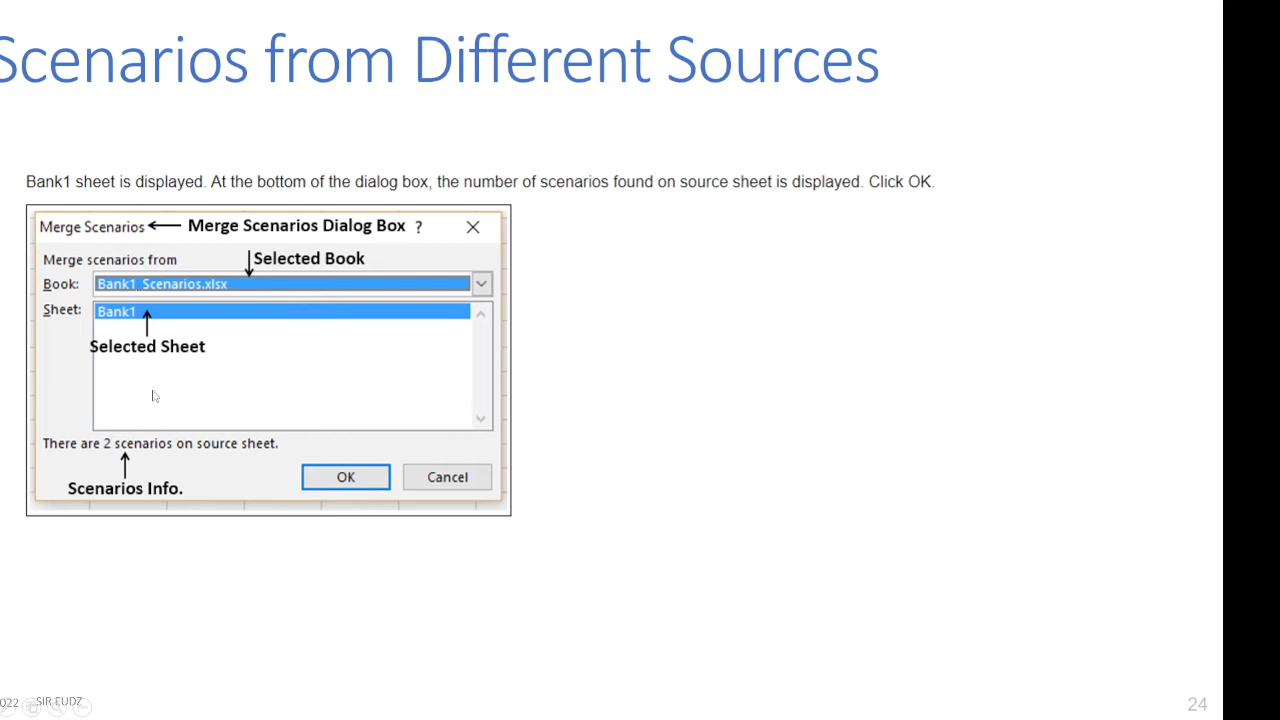 Scenarios from Different Sources
Bank1 sheet is displayed. At the bottom of the dialog box, the number of scenarios found on source sheet is displayed. Click OK.
Merge Scenarios Merge Scenarios Dialog Box ?
Merge scenarios from Selected Book
Book: Bank1_Scenarios.xlsx
Sheet: Bank1
Selected Sheet
There are 2 scenarios on source sheet.
OK Cancel
Scenarios Info.
022 SIR EUDZ 24